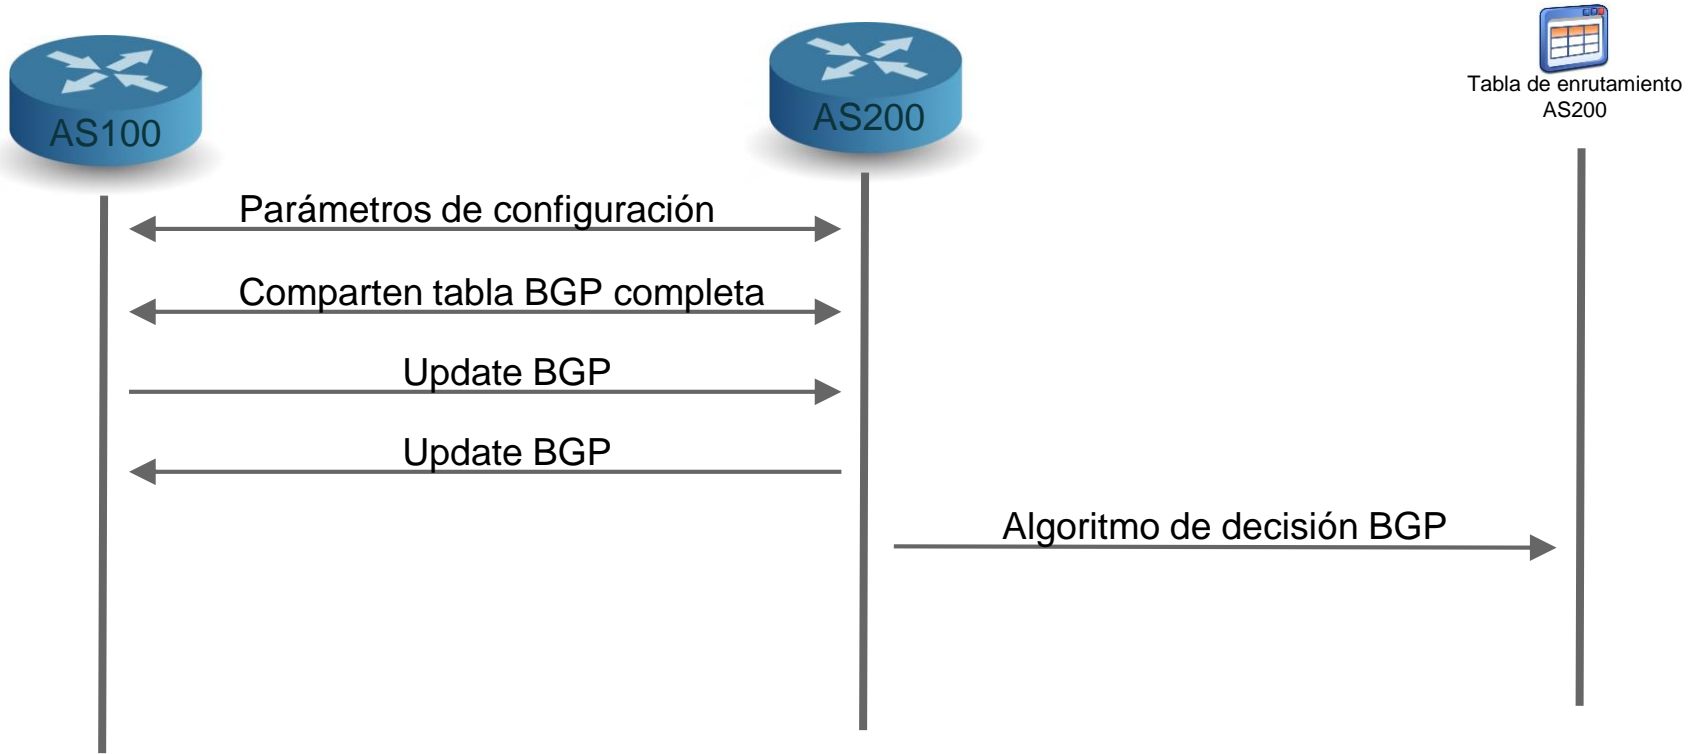 AS100
AS200
Tabla de enrutamiento
AS200
Parámetros de configuración
Comparten tabla BGP completa
Update BGP
Update BGP
Algoritmo de decisión BGP